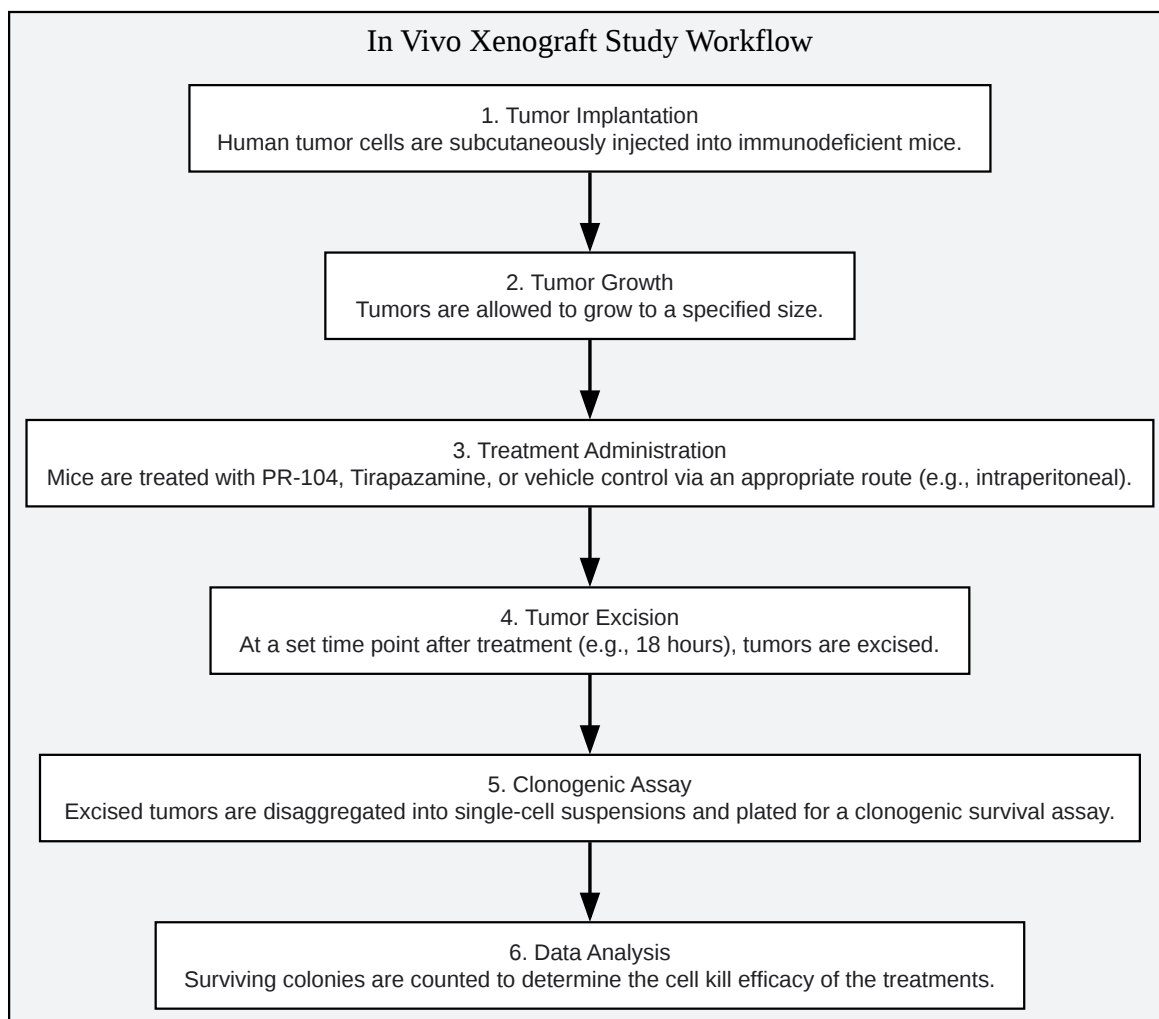 In Vivo Xenograft Study Workflow
1. Tumor Implantation
Human tumor cells are subcutaneously injected into immunodeficient mice.
2. Tumor Growth
Tumors are allowed to grow to a specified size.
3. Treatment Administration
Mice are treated with PR-104, Tirapazamine, or vehicle control via an appropriate route (e.g., intraperitoneal).
4. Tumor Excision
At a set time point after treatment (e.g., 18 hours), tumors are excised.
5. Clonogenic Assay
Excised tumors are disaggregated into single-cell suspensions and plated for a clonogenic survival assay.
6. Data Analysis
Surviving colonies are counted to determine the cell kill efficacy of the treatments.